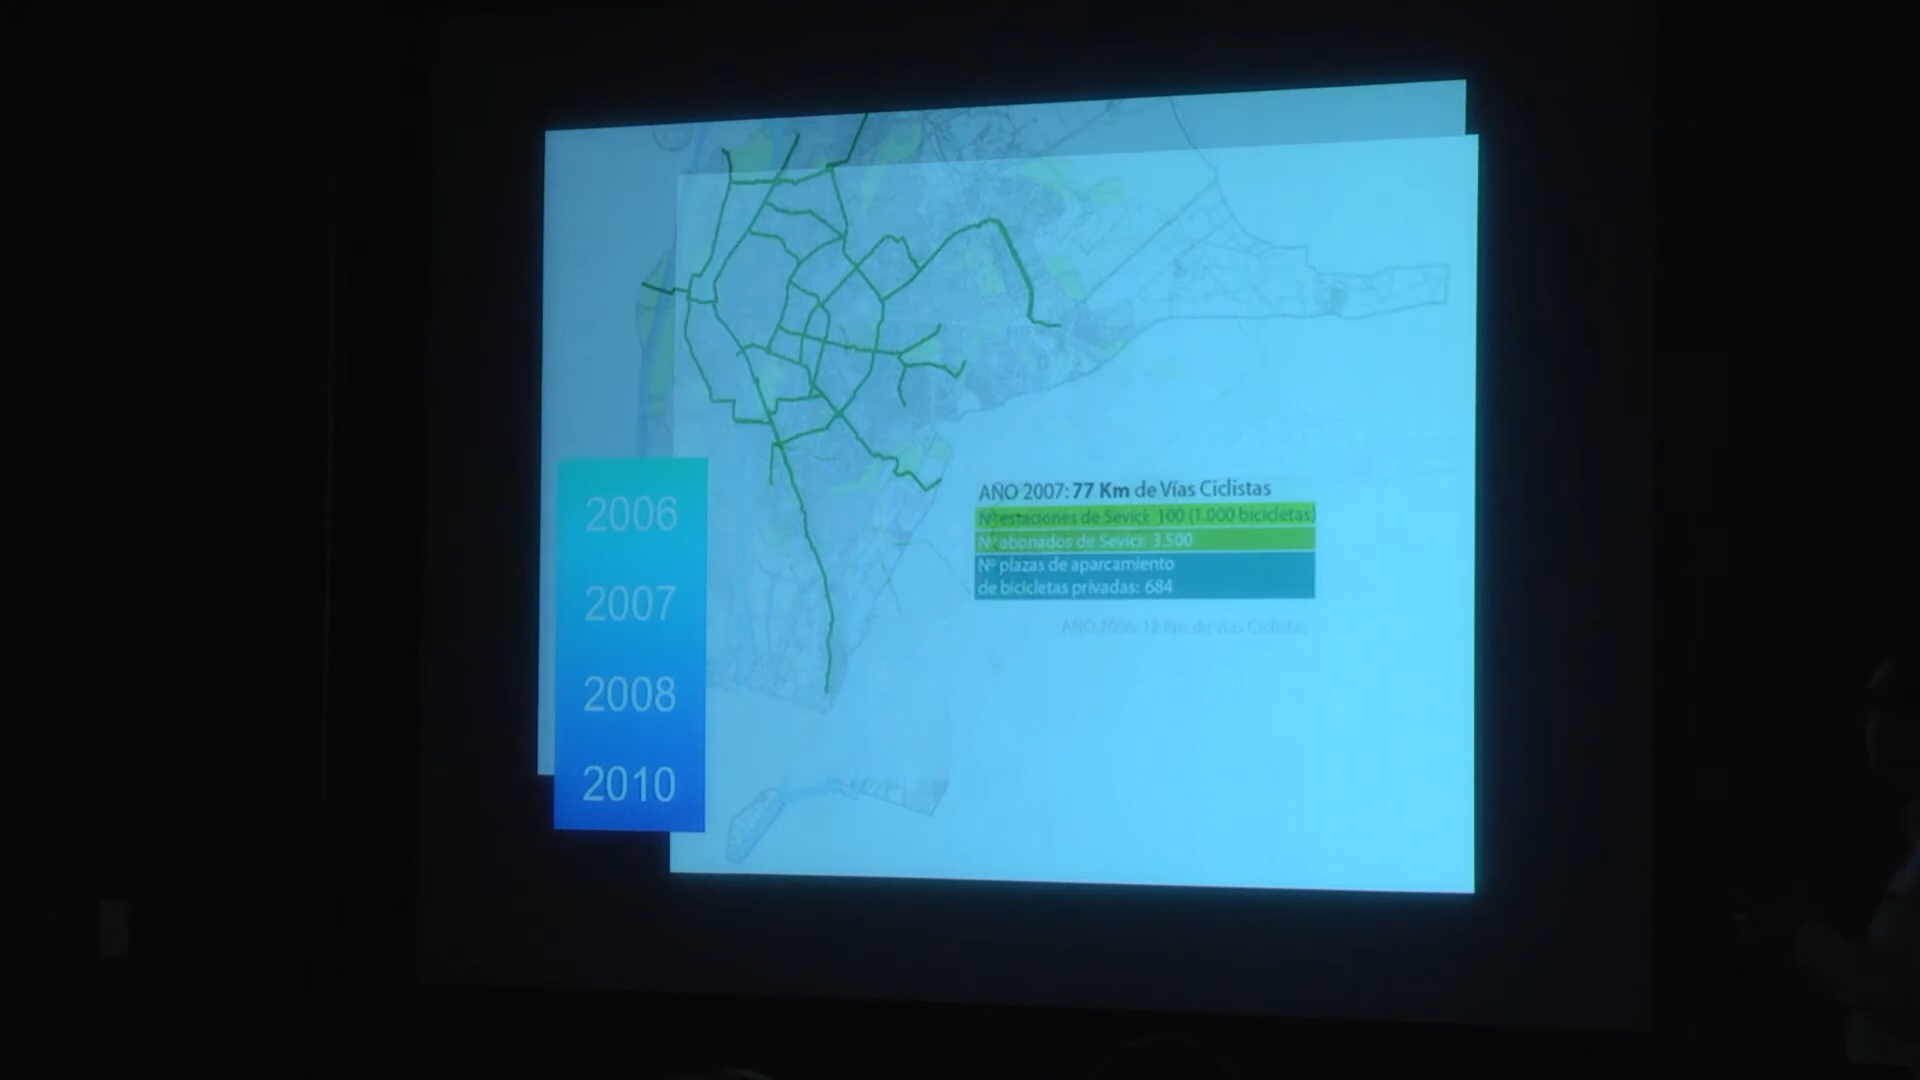 2006
2007
2008
2010
AÑO 2007: 77 Km de Vías Ciclistas
Nº estaciones de Sevici: 100 (1.000 bicicletas)
Nº abonados de Sevici: 3.500
Nº plazas de aparcamiento
de bicicletas privadas: 684
AÑO 2006: 12 Km de Vías Ciclistas